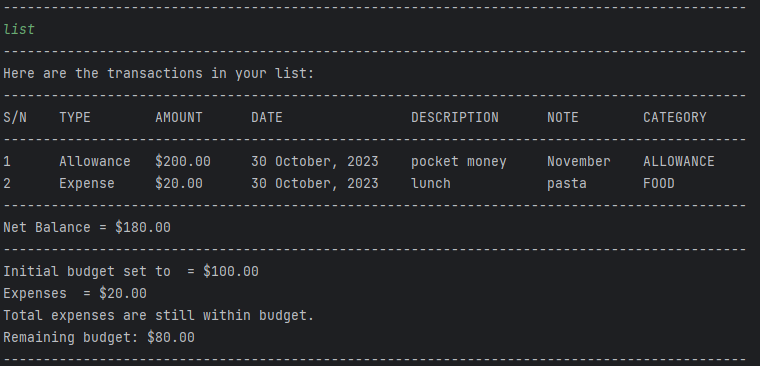 ---------------------------------------------------------------------------------------------
list
---------------------------------------------------------------------------------------------
Here are the transactions in your list:
---------------------------------------------------------------------------------------------
S/N    TYPE        AMOUNT      DATE                DESCRIPTION      NOTE        CATEGORY
---------------------------------------------------------------------------------------------
1      Allowance   $200.00     30 October, 2023    pocket money     November    ALLOWANCE
2      Expense     $20.00      30 October, 2023    lunch            pasta       FOOD
---------------------------------------------------------------------------------------------
Net Balance = $180.00
---------------------------------------------------------------------------------------------
Initial budget set to  = $100.00
Expenses  = $20.00
Total expenses are still within budget.
Remaining budget: $80.00
---------------------------------------------------------------------------------------------